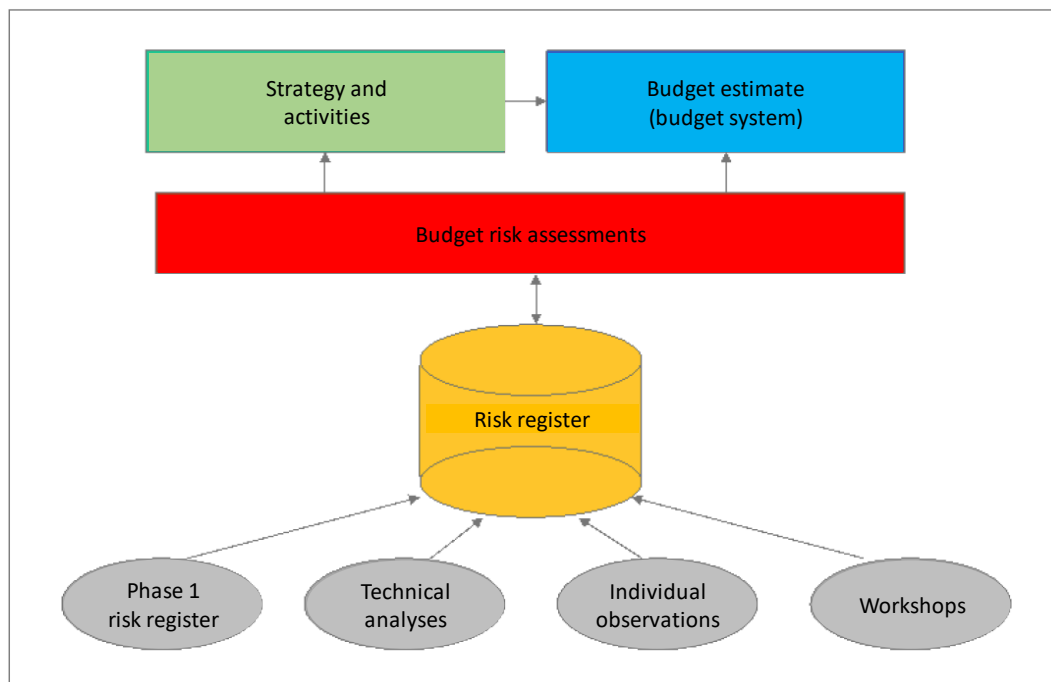 Strategy and
activities
Budget estimate
(budget system)
Budget risk assessments
Risk register
Phase 1
risk register
Technical
analyses
Individual
observations
Workshops